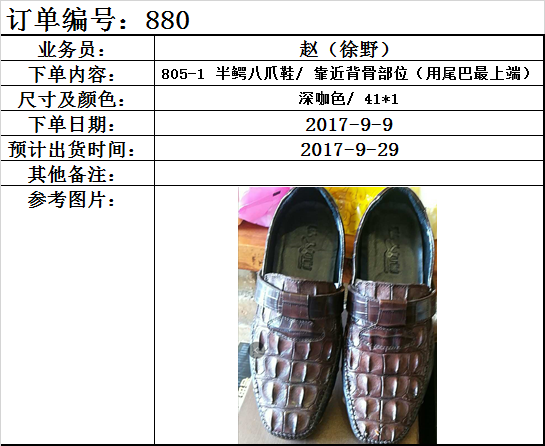 订单编号：880
业务员： 赵（徐野）
下单内容： 805-1 半鳄八爪鞋/ 靠近背骨部位（用尾巴最上端）
尺寸及颜色： 深咖色/ 41*1
下单日期： 2017-9-9
预计出货时间： 2017-9-29
其他备注：
参考图片：